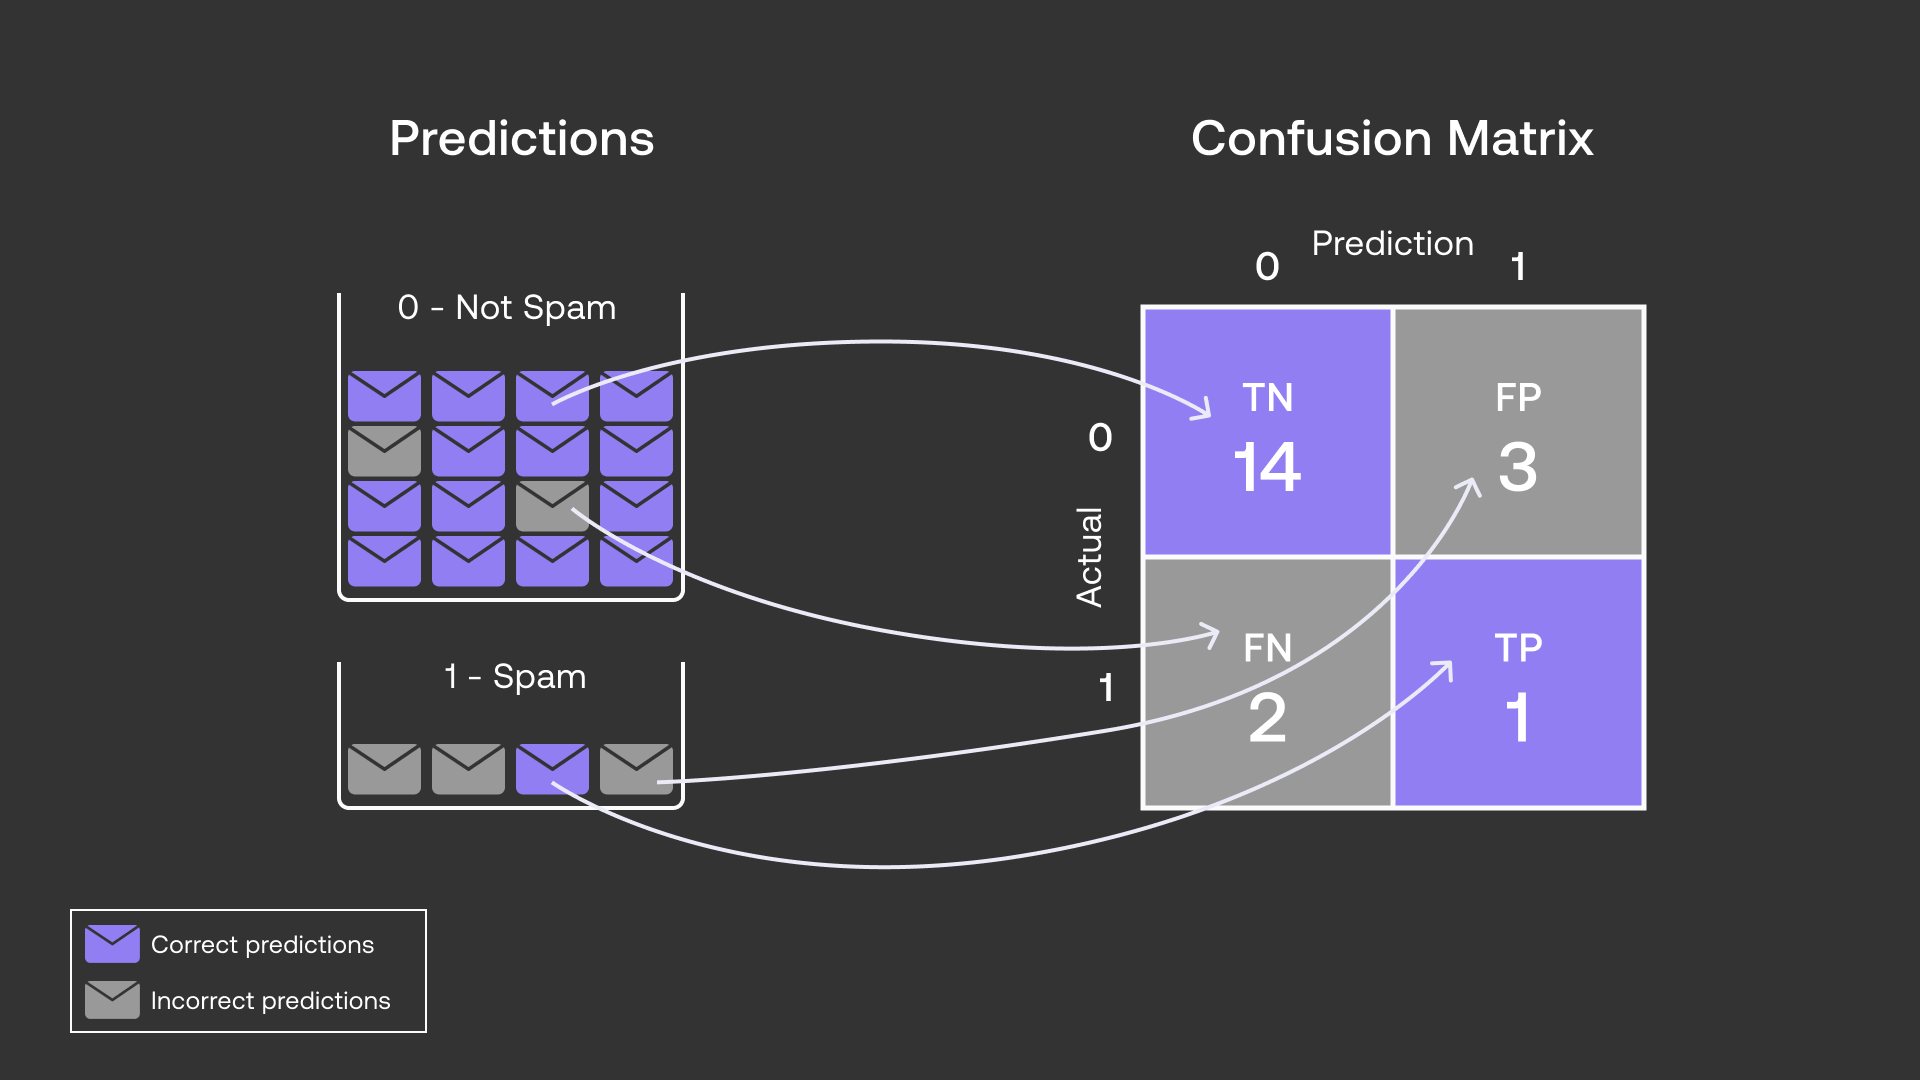 Predictions
Confusion Matrix
0 - Not Spam
1 - Spam
Prediction
0 1
Actual
0
1
TN
14
FP
3
FN
2
TP
1
Correct predictions
Incorrect predictions